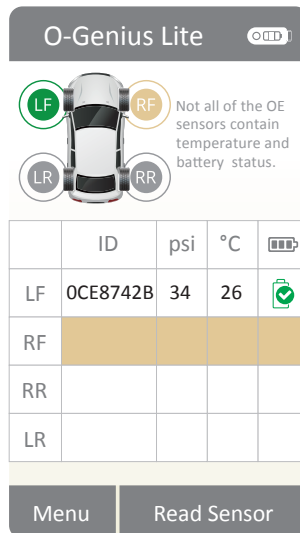 O-Genius Lite
LF
RF
Not all of the OE
sensors contain
temperature and
battery status.
LR
RR
ID psi °C
LF 0CE8742B 34 26
RF
RR
LR
Menu Read Sensor